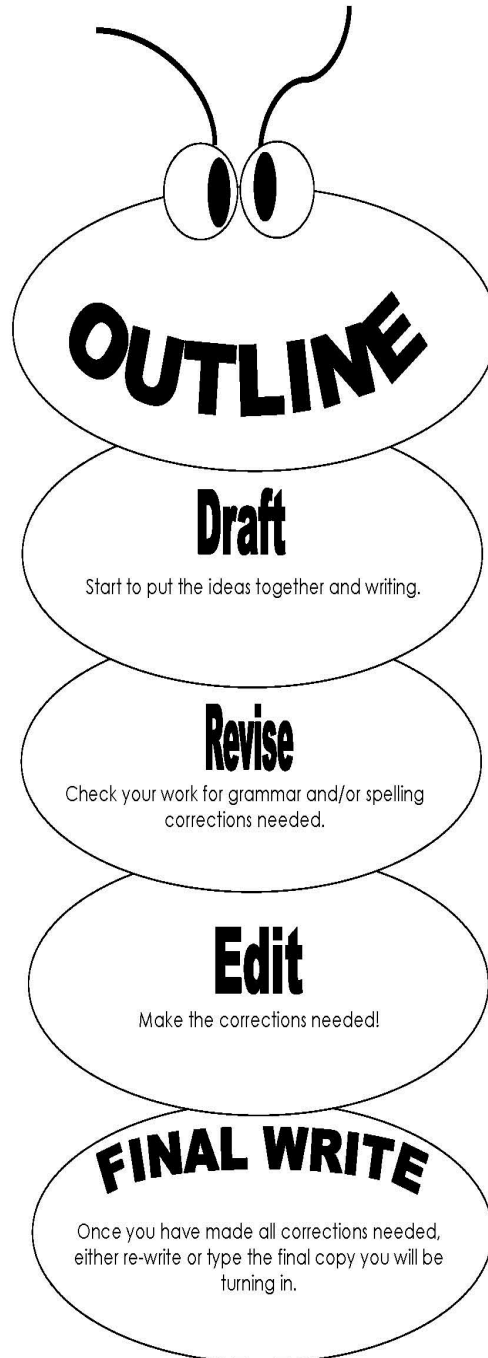 OUTLINE
Draft
Start to put the ideas together and writing.
Revise
Check your work for grammar and/or spelling
corrections needed.
Edit
Make the corrections needed!
FINAL WRITE
Once you have made all corrections needed,
either re-write or type the final copy you will be
turning in.